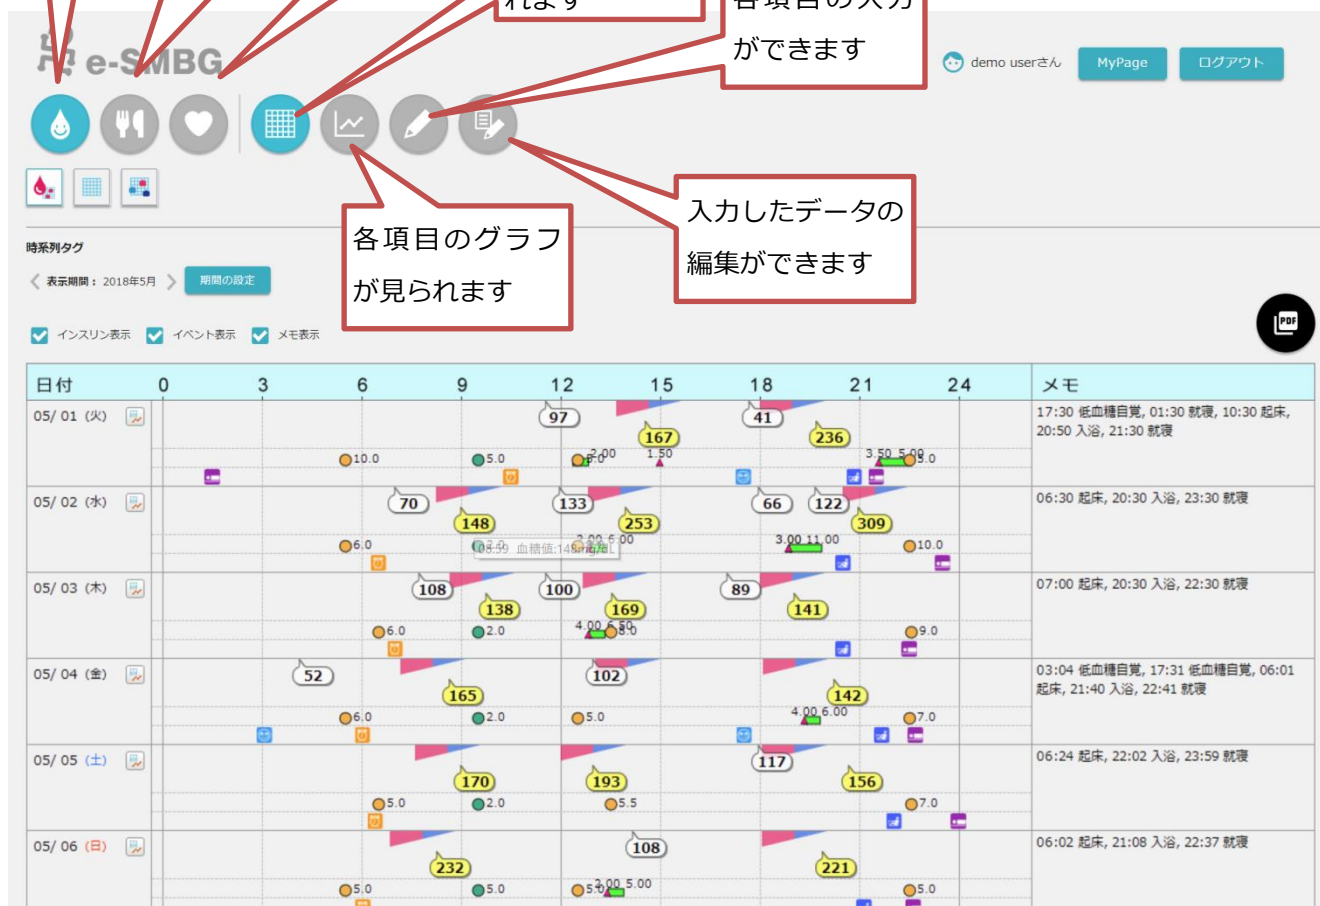 れます
各項目の入力
ができます
e-SMBG
demo userさん
MyPage
ログアウト
各項目のグラフ
が見られます
入力したデータの
編集ができます
時系列タグ
表示期間： 2018年5月
期間の設定
インスリン表示 イベント表示 メモ表示
PDF
日付 0 3 6 9 12 15 18 21 24 メモ
05/ 01 (火) 97 41 17:30 低血糖自覚, 01:30 就寝, 10:30 起床,
167 236 20:50 入浴, 21:30 就寝
10.0 5.0 5.0 2.00 1.50 3.50 5.00 5.0
05/ 02 (水) 70 133 66 122 06:30 起床, 20:30 入浴, 23:30 就寝
148 253 309
6.0 6.00 3.00 11.00 10.0
08:59 血糖値:148mg/dL
05/ 03 (木) 108 100 89 07:00 起床, 20:30 入浴, 22:30 就寝
138 169 141
6.0 2.0 4.00 6.50 8.0 9.0
05/ 04 (金) 52 102 03:04 低血糖自覚, 17:31 低血糖自覚, 06:01
165 142 起床, 21:40 入浴, 22:41 就寝
6.0 2.0 5.0 4.00 6.00 7.0
05/ 05 (土) 117 06:24 起床, 22:02 入浴, 23:59 就寝
170 193 156
5.0 2.0 5.5 7.0
05/ 06 (日) 108 06:02 起床, 21:08 入浴, 22:37 就寝
232 221
5.0 5.0 5.0 2.00 5.00 5.0